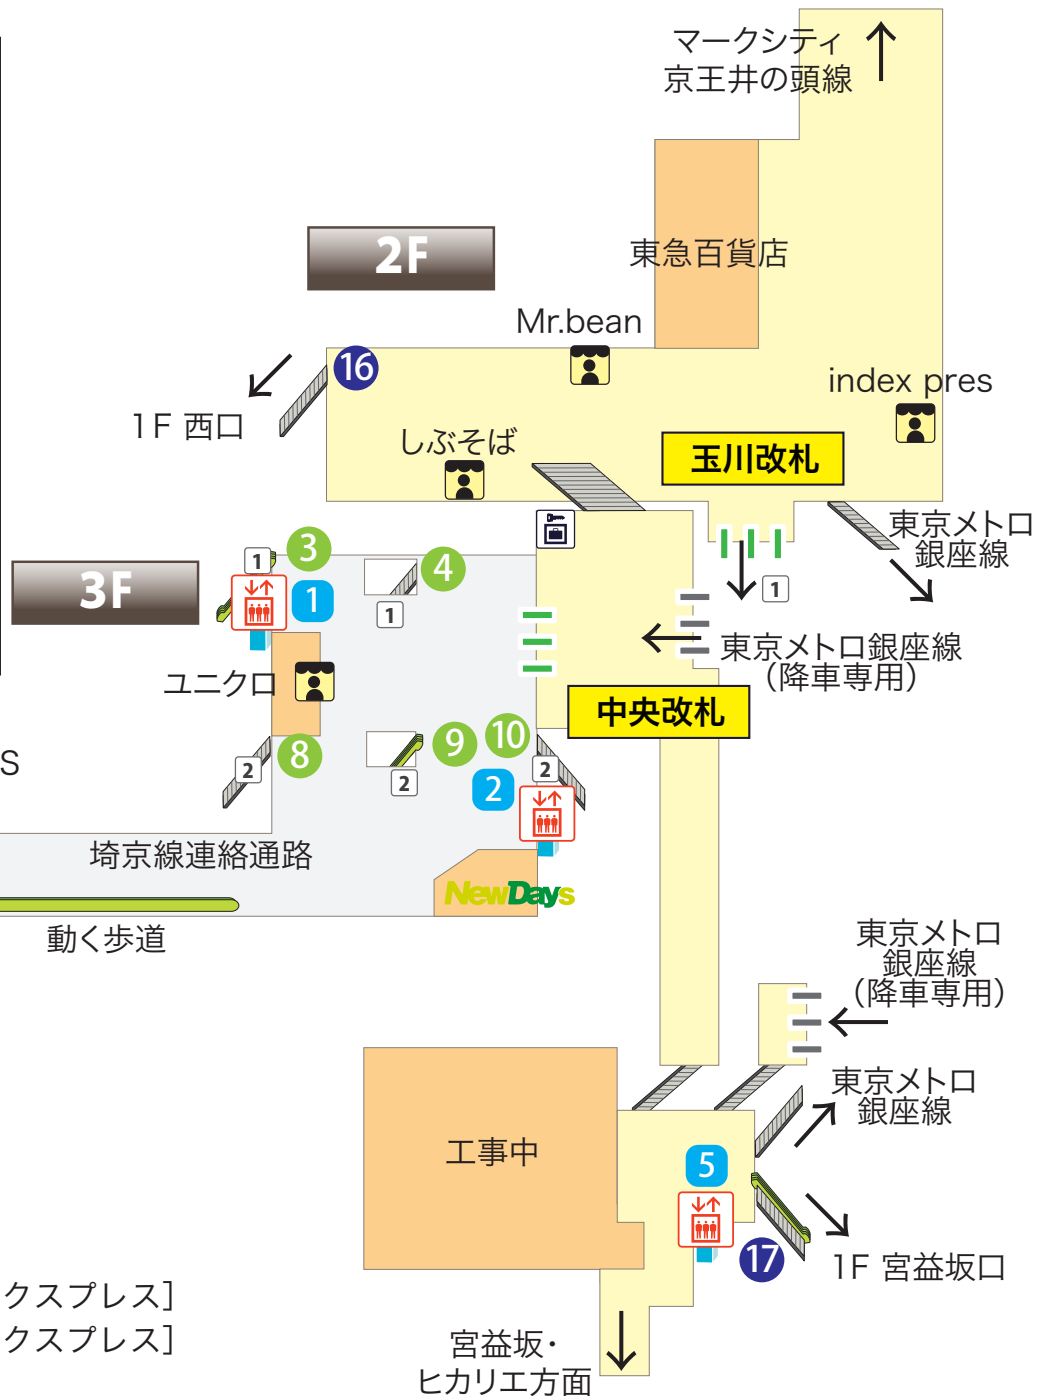 マークシティ
京王井の頭線
2F
東急百貨店
Mr.bean
16
index pres
1F 西口
しぶそば
玉川改札
東京メトロ
銀座線
3
1
4
3F
1
1
1
東京メトロ銀座線
（降車専用）
ユニクロ
中央改札
8
9
10
S
2
2
2
2
埼京線連絡通路
NewDays
動く歩道
東京メトロ
銀座線
（降車専用）
東京メトロ
銀座線
工事中
5
17
1F 宮益坂口
クスプレス］
クスプレス］
宮益坂・
ヒカリエ方面